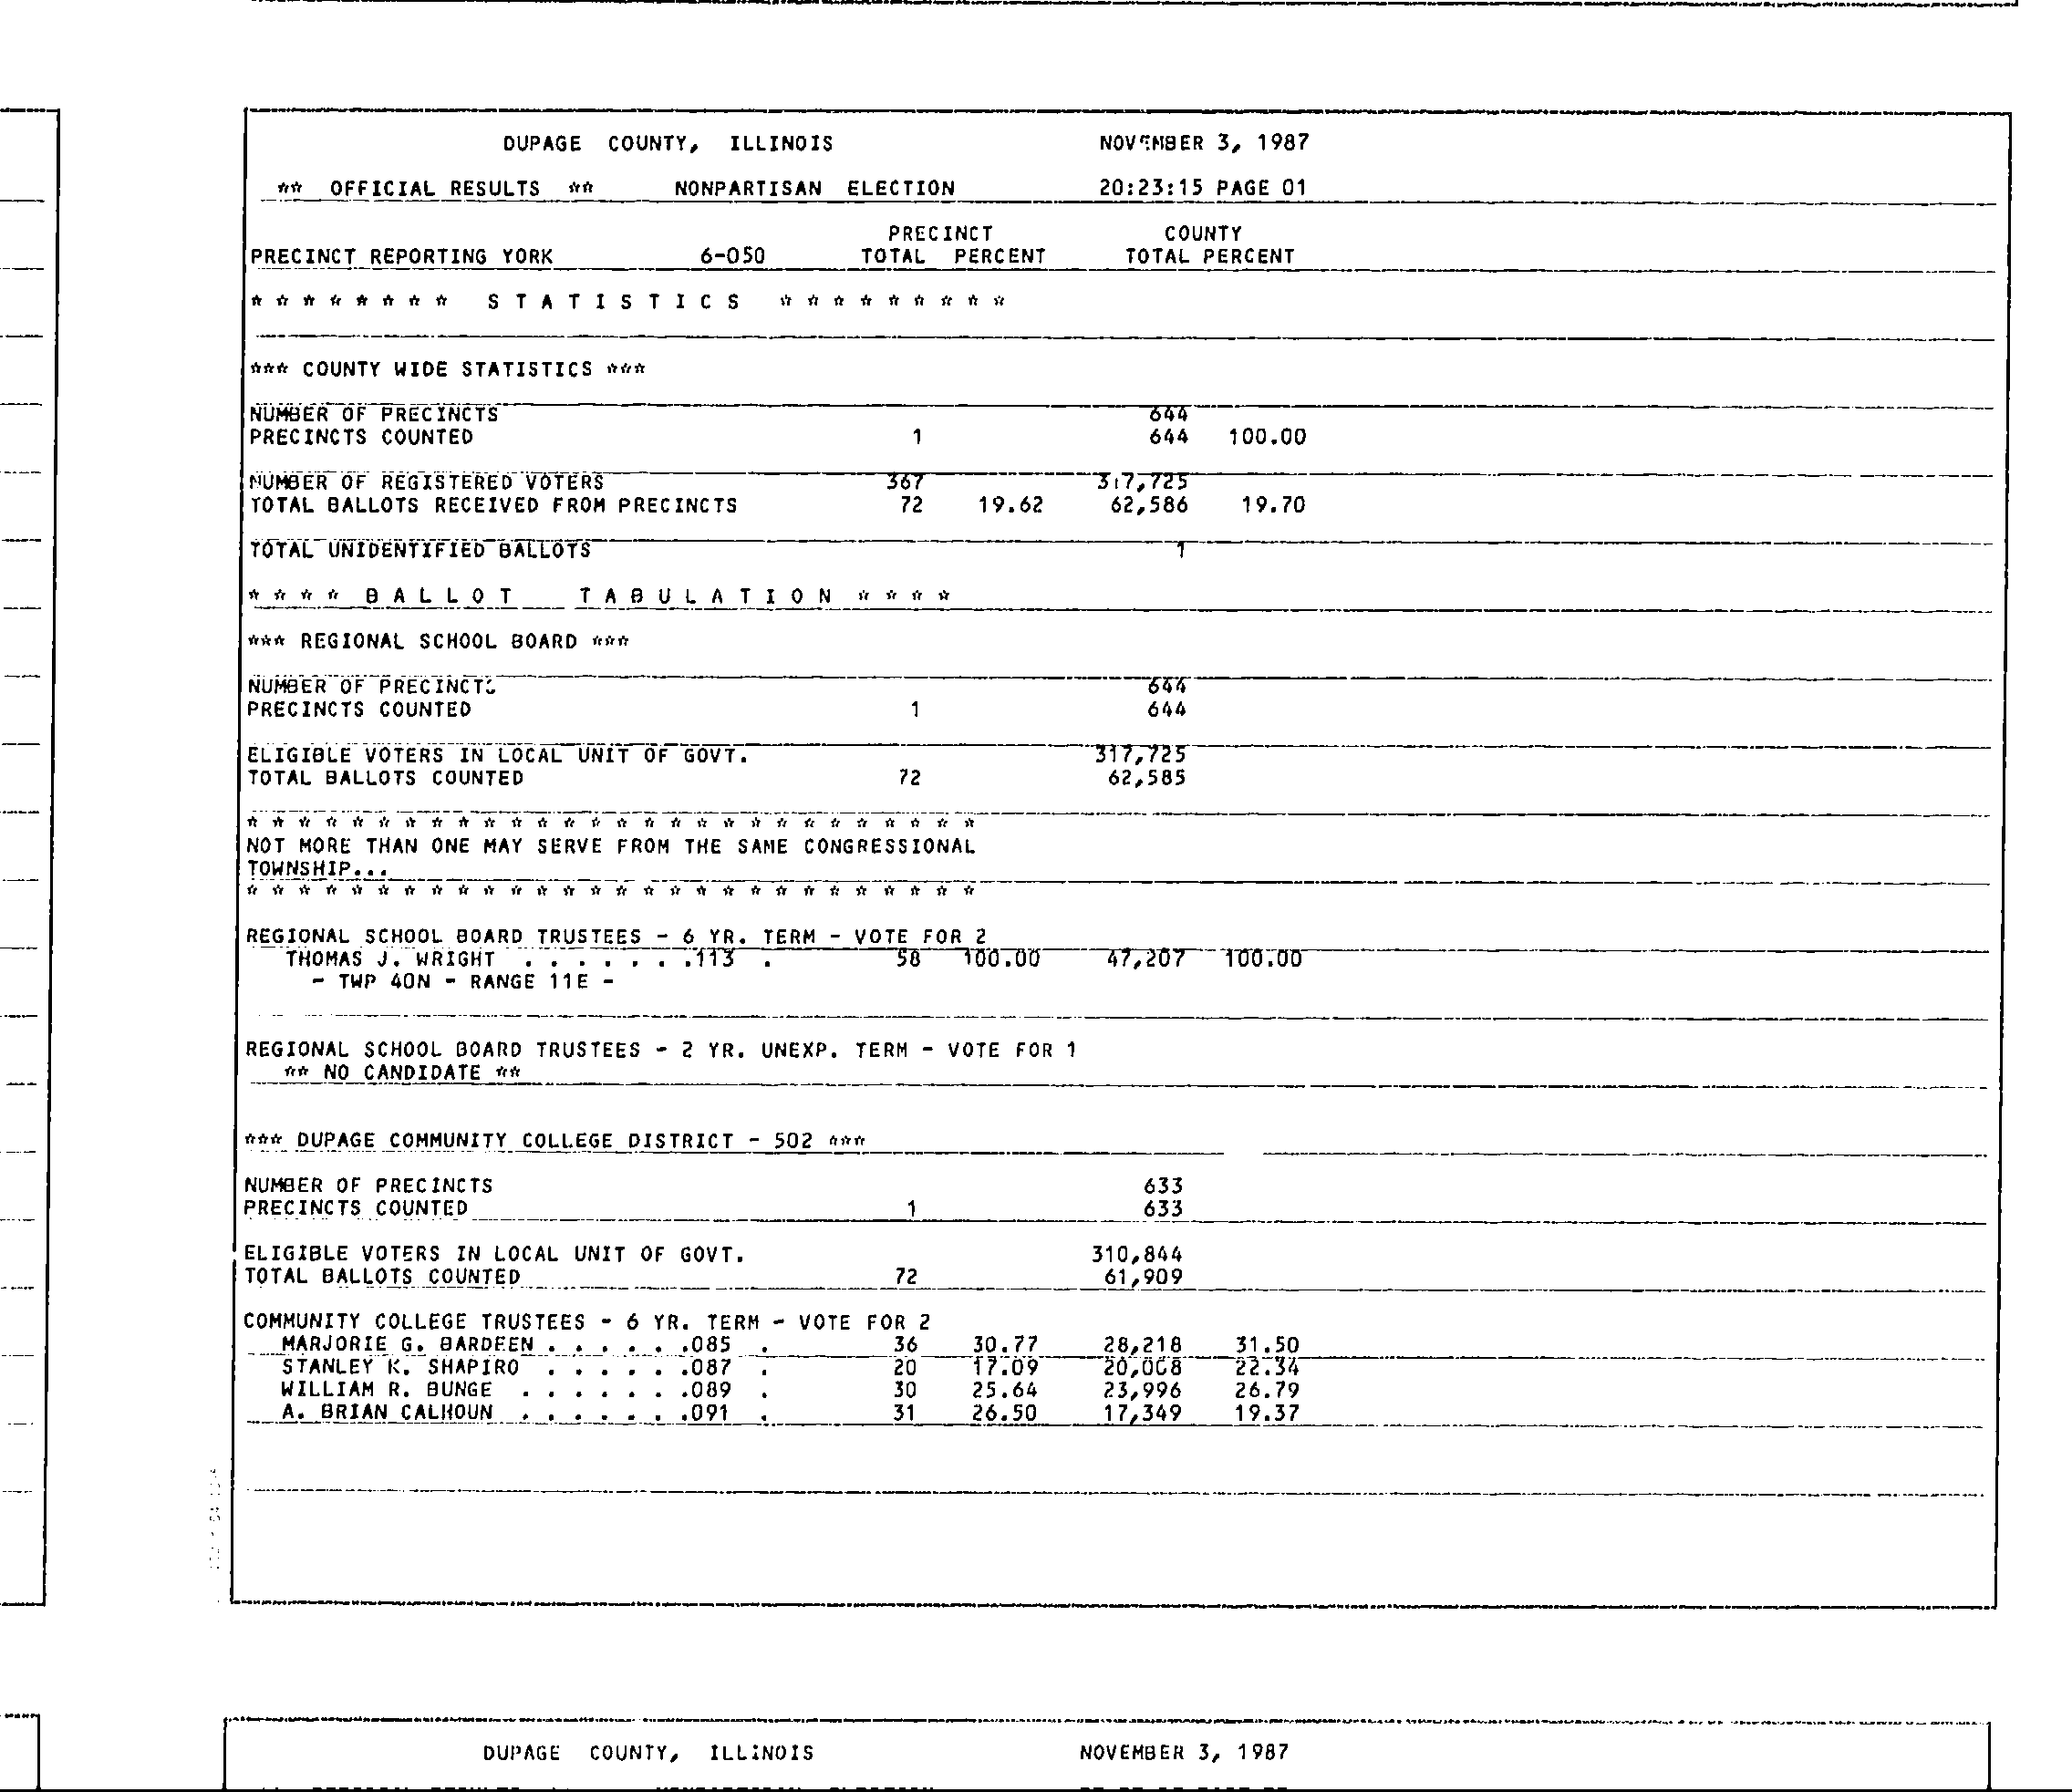 DUPAGE COUNTY, ILLINOIS NOVEMBER 3, 1987
** OFFICIAL RESULTS ** NONPARTISAN ELECTION 20:23:15 PAGE 01
PRECINCT COUNTY
PRECINCT REPORTING YORK 6-050 TOTAL PERCENT TOTAL PERCENT
* * * * * * * * S T A T I S T I C S * * * * * * * * *
*** COUNTY WIDE STATISTICS ***
NUMBER OF PRECINCTS 644
PRECINCTS COUNTED 1 644 100.00
NUMBER OF REGISTERED VOTERS 367 317,725
TOTAL BALLOTS RECEIVED FROM PRECINCTS 72 19.62 62,586 19.70
TOTAL UNIDENTIFIED BALLOTS 1
* * * * B A L L O T T A B U L A T I O N * * * *
*** REGIONAL SCHOOL BOARD ***
NUMBER OF PRECINCTS 644
PRECINCTS COUNTED 1 644
ELIGIBLE VOTERS IN LOCAL UNIT OF GOVT. 317,725
TOTAL BALLOTS COUNTED 72 62,585
* * * * * * * * * * * * * * * * * * * * * * * * * * * *
NOT MORE THAN ONE MAY SERVE FROM THE SAME CONGRESSIONAL
TOWNSHIP...
* * * * * * * * * * * * * * * * * * * * * * * * * * * *
REGIONAL SCHOOL BOARD TRUSTEES - 6 YR. TERM - VOTE FOR 2
THOMAS J. WRIGHT . . . . . . .113 . 58 100.00 47,207 100.00
- TWP 40N - RANGE 11E -
REGIONAL SCHOOL BOARD TRUSTEES - 2 YR. UNEXP. TERM - VOTE FOR 1
** NO CANDIDATE **
*** DUPAGE COMMUNITY COLLEGE DISTRICT - 502 ***
NUMBER OF PRECINCTS 633
PRECINCTS COUNTED 1 633
ELIGIBLE VOTERS IN LOCAL UNIT OF GOVT. 310,844
TOTAL BALLOTS COUNTED 72 61,909
COMMUNITY COLLEGE TRUSTEES - 6 YR. TERM - VOTE FOR 2
MARJORIE G. BARDEEN . . . . . .085 . 36 30.77 28,218 31.50
STANLEY K. SHAPIRO . . . . . .087 . 20 17.09 20,008 22.34
WILLIAM R. BUNGE . . . . . . .089 . 30 25.64 23,996 26.79
A. BRIAN CALHOUN . . . . . . .091 . 31 26.50 17,349 19.37
DUPAGE COUNTY, ILLINOIS NOVEMBER 3, 1987